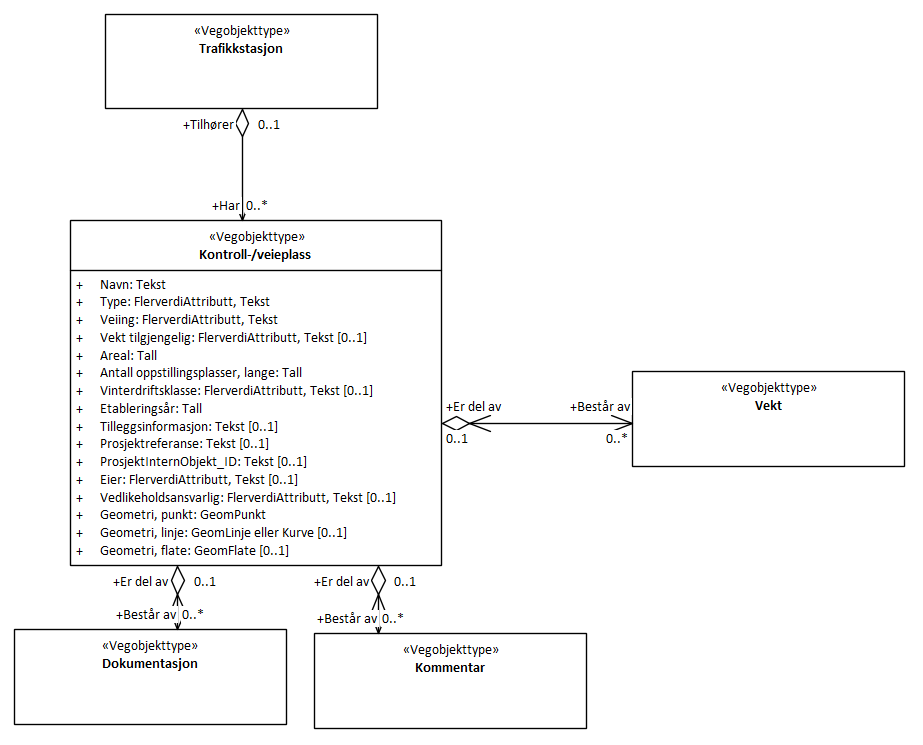 «Vegobjekttype»
Trafikkstasjon
+Tilhører 0..1
+Har 0..*
«Vegobjekttype»
Kontroll-/veieplass
+ Navn: Tekst
+ Type: FlerverdiAttributt, Tekst
+ Veiing: FlerverdiAttributt, Tekst
+ Vekt tilgjengelig: FlerverdiAttributt, Tekst [0..1]
+ Areal: Tall
+ Antall oppstillingsplasser, lange: Tall
+ Vinterdriftsklasse: FlerverdiAttributt, Tekst [0..1]
+ Etableringsår: Tall
+ Tilleggsinformasjon: Tekst [0..1]
+ Prosjektreferanse: Tekst [0..1]
+ ProsjektInternObjekt_ID: Tekst [0..1]
+ Eier: FlerverdiAttributt, Tekst [0..1]
+ Vedlikeholdsansvarlig: FlerverdiAttributt, Tekst [0..1]
+ Geometri, punkt: GeomPunkt
+ Geometri, linje: GeomLinje eller Kurve [0..1]
+ Geometri, flate: GeomFlate [0..1]
+Er del av +Består av
0..1 0..*
«Vegobjekttype»
Vekt
+Er del av 0..1
+Består av 0..*
«Vegobjekttype»
Dokumentasjon
+Er del av 0..1
+Består av 0..*
«Vegobjekttype»
Kommentar